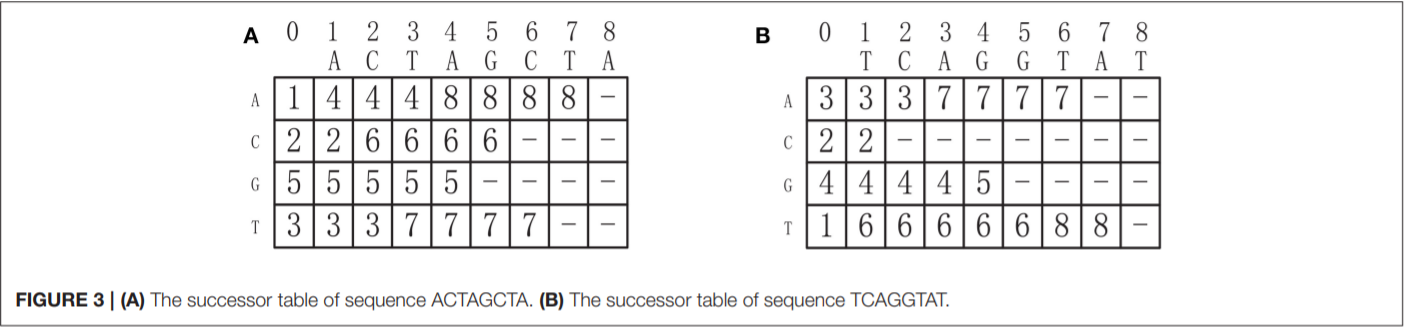 A 0 1 2 3 4 5 6 7 8
A C T A G C T A
A 1 4 4 4 8 8 8 8 –
C 2 2 6 6 6 6 – – –
G 5 5 5 5 5 – – – –
T 3 3 3 7 7 7 7 – –
B 0 1 2 3 4 5 6 7 8
T C A G G T A T
A 3 3 3 7 7 7 7 – –
C 2 2 – – – – – – –
G 4 4 4 4 5 – – – –
T 1 6 6 6 6 6 8 8 –
FIGURE 3 | (A) The successor table of sequence ACTAGCTA. (B) The successor table of sequence TCAGGTAT.